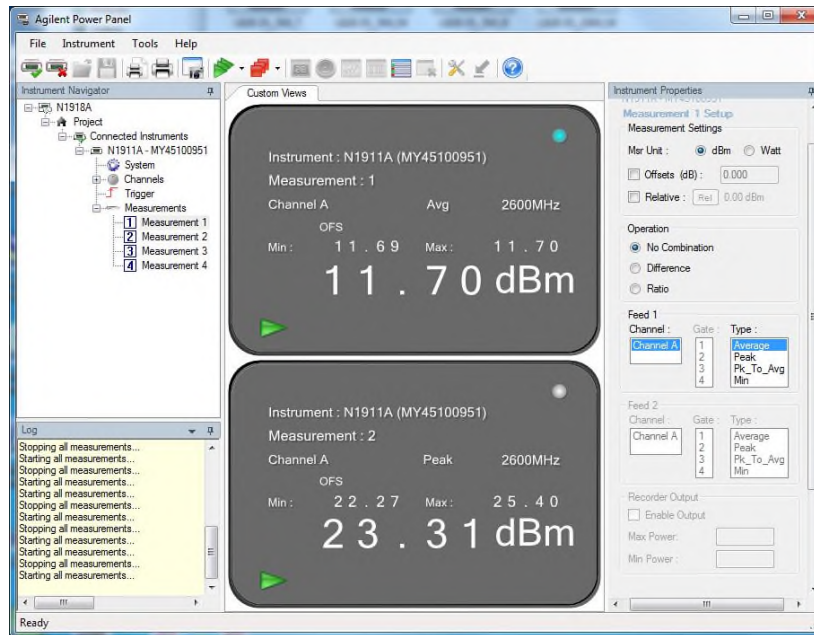 Agilent Power Panel
File Instrument Tools Help
Instrument Navigator
N1918A
Project
Connected Instruments
N1911A - MY45100951
System
Channels
Trigger
Measurements
1 Measurement 1
2 Measurement 2
3 Measurement 3
4 Measurement 4
Log
Stopping all measurements...
Starting all measurements...
Stopping all measurements...
Starting all measurements...
Starting all measurements...
Stopping all measurements...
Starting all measurements...
Stopping all measurements...
Starting all measurements...
Starting all measurements...
Stopping all measurements...
Starting all measurements...
Ready
Custom Views
Instrument : N1911A (MY45100951)
Measurement : 1
Channel A Avg 2600MHz
OFS
Min : 11.69 Max : 11.70
11.70 dBm
Instrument : N1911A (MY45100951)
Measurement : 2
Channel A Peak 2600MHz
OFS
Min : 22.27 Max : 25.40
23.31 dBm
Instrument Properties
Measurement 1 Setup
Measurement Settings
Msr Unit : dBm Watt
Offsets (dB) : 0.000
Relative : Rel 0.00 dBm
Operation
No Combination
Difference
Ratio
Feed 1
Channel : Gate : Type :
Channel A 1 Average
2 Peak
3 Pk_To_Avg
4 Min
Feed 2
Channel : Gate : Type :
Channel A 1 Average
2 Peak
3 Pk_To_Avg
4 Min
Recorder Output
Enable Output
Max Power:
Min Power :